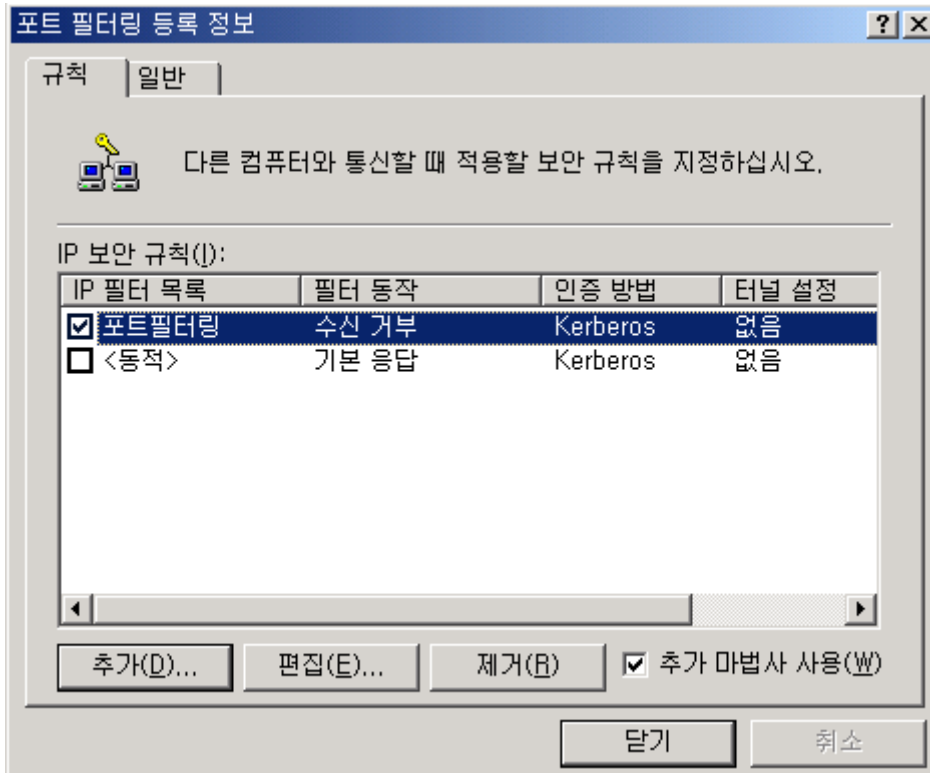 포트 필터링 등록 정보
규칙 일반
다른 컴퓨터와 통신할 때 적용할 보안 규칙을 지정하십시오.
IP 보안 규칙(I):
IP 필터 목록 필터 동작 인증 방법 터널 설정
포트필터링 수신 거부 Kerberos 없음
<동적> 기본 응답 Kerberos 없음
추가(D)... 편집(E)... 제거(R) 추가 마법사 사용(W)
닫기 취소